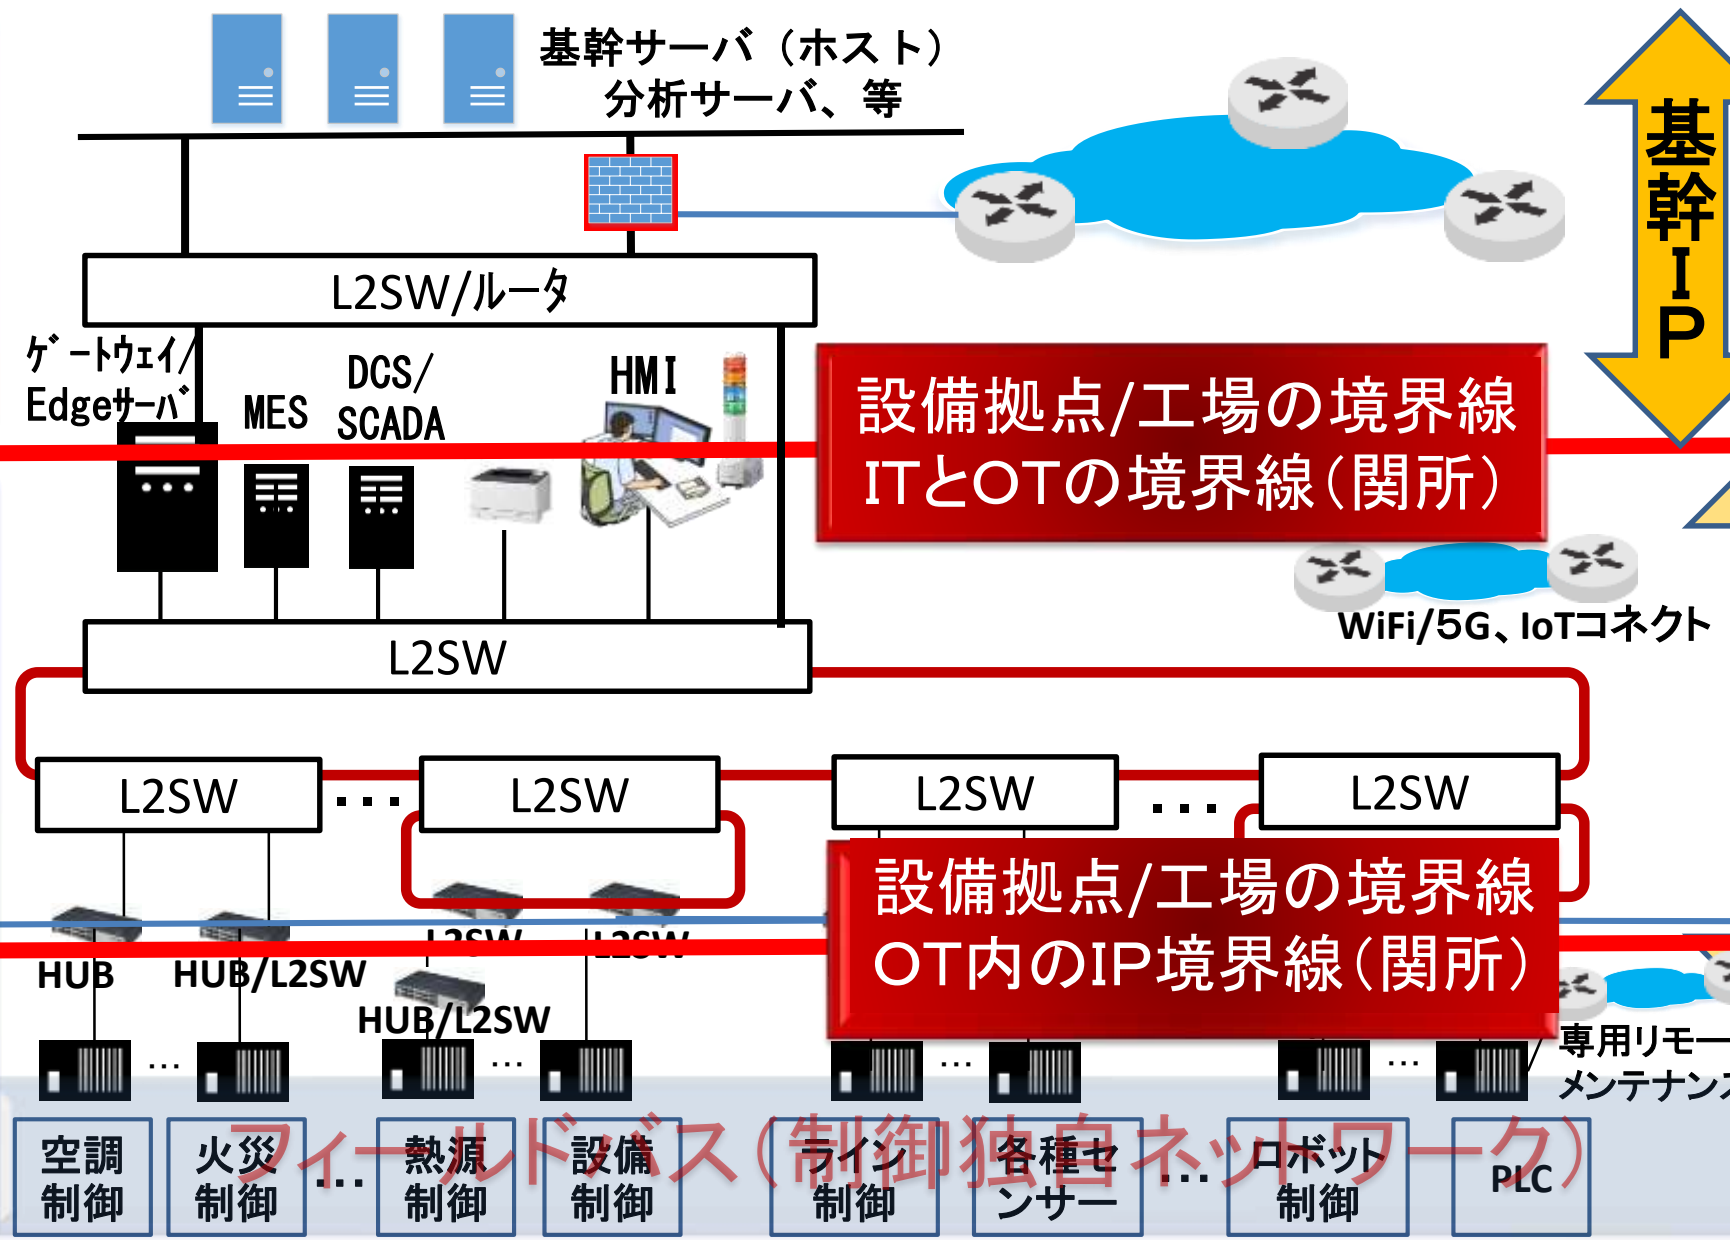 基幹サーバ（ホスト）
分析サーバ、等
基幹IP
L2SW/ルータ
ゲートウェイ/
Edgeサーバ
MES
DCS/
SCADA
HMI
設備拠点/工場の境界線
ITとOTの境界線（関所）
WiFi/5G、IoTコネクト
L2SW
L2SW
・・・
L2SW
L2SW
・・・
L2SW
設備拠点/工場の境界線
OT内のIP境界線（関所）
HUB
HUB/L2SW
L2SW
L2SW
HUB/L2SW
専用リモー
メンテナンス
…
…
…
…
フィールドバス（制御独自ネットワーク）
空調
制御
火災
制御
…
熱源
制御
設備
制御
ライン
制御
各種セ
ンサー
…
ロボット
制御
PLC